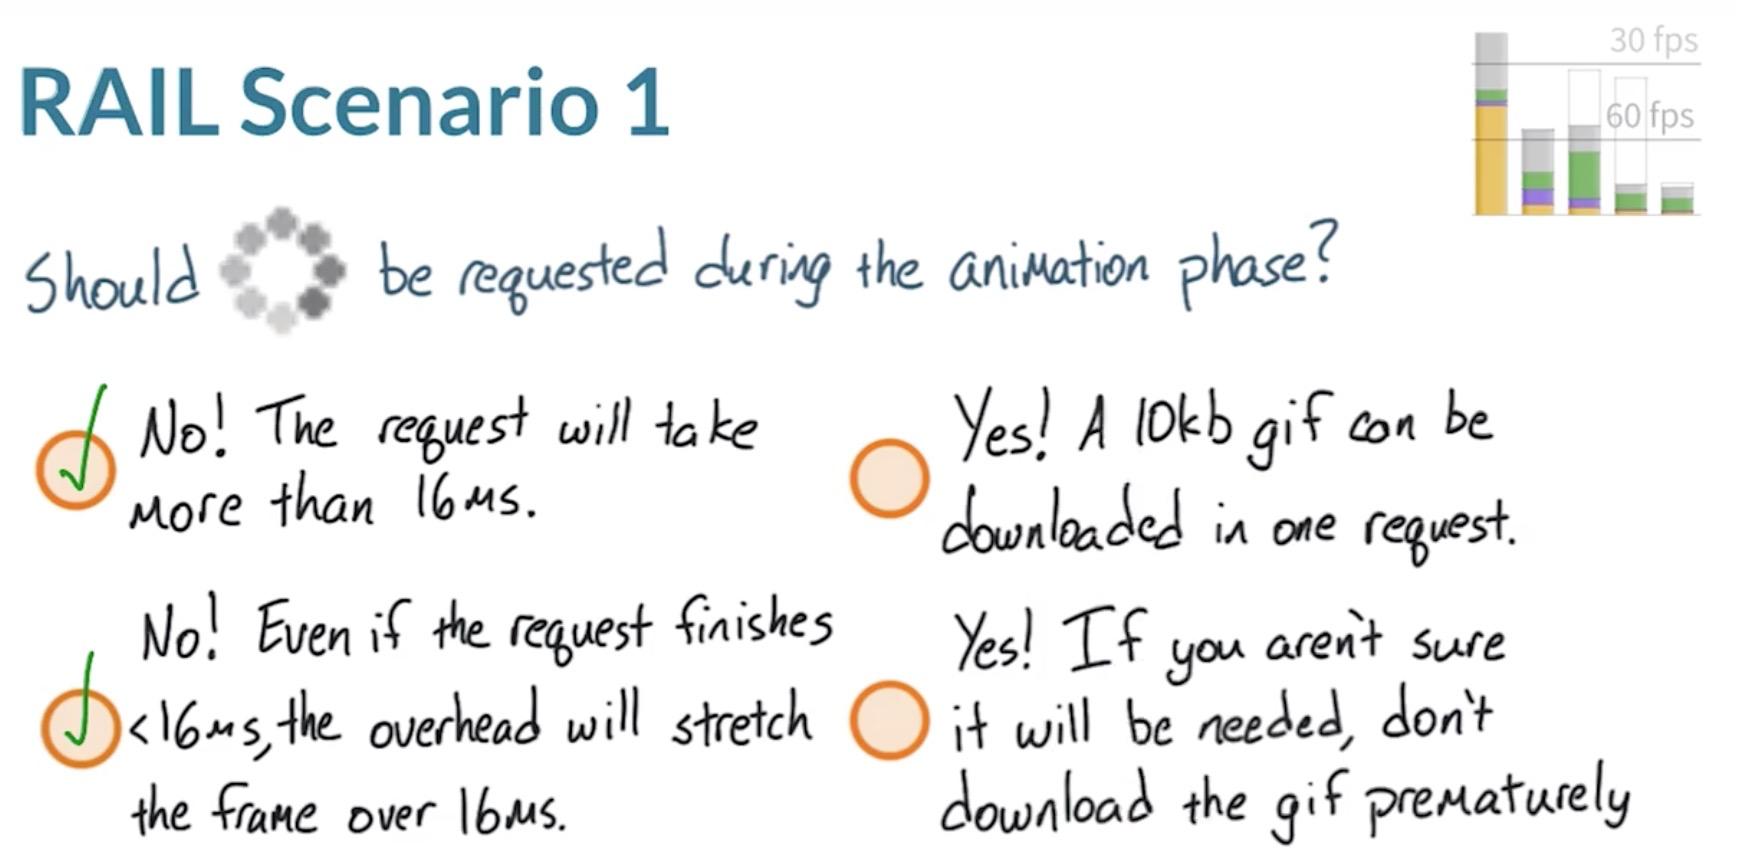 RAIL Scenario 1
30 fps
60 fps
Should be requested during the animation phase?
No! The request will take
more than 16ms.
Yes! A 10kb gif can be
downloaded in one request.
No! Even if the request finishes
<16ms, the overhead will stretch
the frame over 16ms.
Yes! If you aren't sure
it will be needed, don't
download the gif prematurely